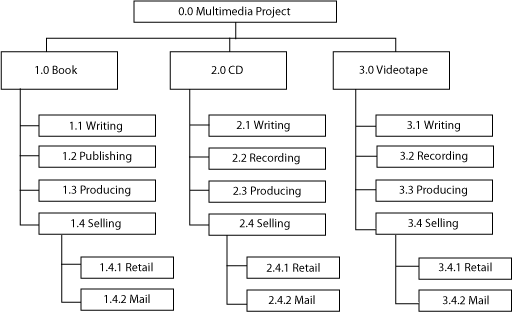 0.0 Multimedia Project
1.0 Book
2.0 CD
3.0 Videotape
1.1 Writing
2.1 Writing
3.1 Writing
1.2 Publishing
2.2 Recording
3.2 Recording
1.3 Producing
2.3 Producing
3.3 Producing
1.4 Selling
2.4 Selling
3.4 Selling
1.4.1 Retail
2.4.1 Retail
3.4.1 Retail
1.4.2 Mail
2.4.2 Mail
3.4.2 Mail